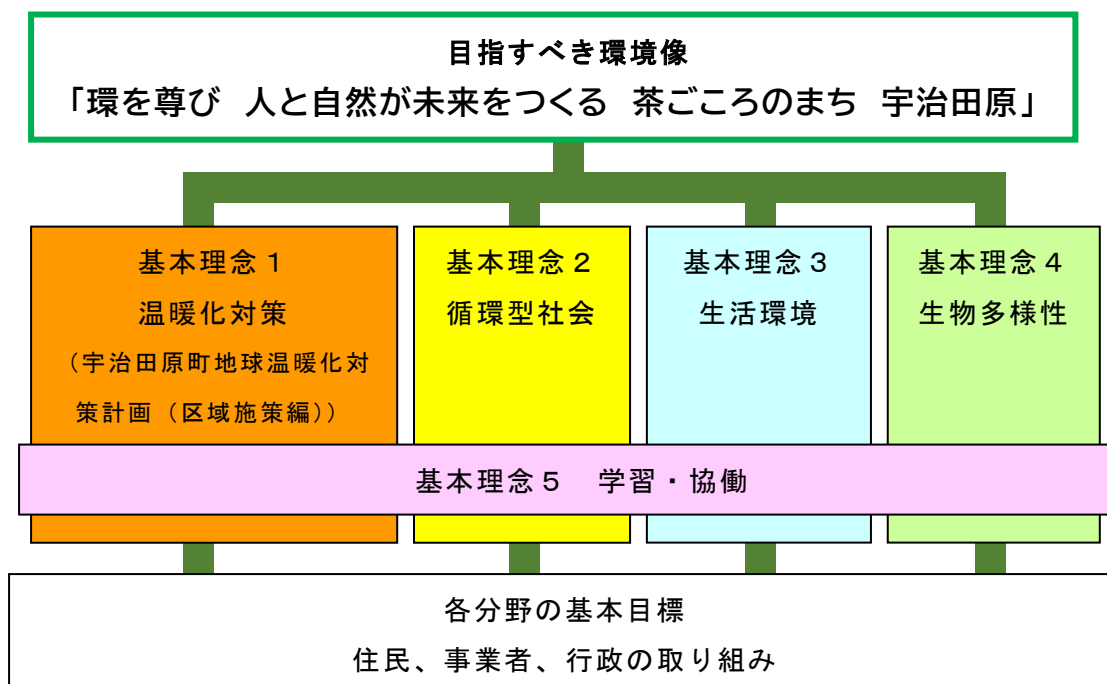 目指すべき環境像
「環を尊び　人と自然が未来をつくる　茶ごころのまち　宇治田原」
基本理念１
温暖化対策
（宇治田原町地球温暖化対
策計画（区域施策編））
基本理念２
循環型社会
基本理念３
生活環境
基本理念４
生物多様性
基本理念５　学習・協働
各分野の基本目標
住民、事業者、行政の取り組み